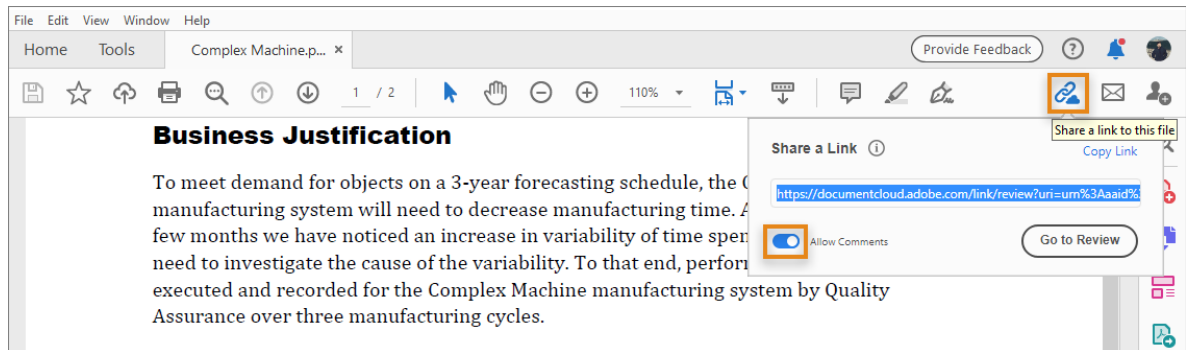 File Edit View Window Help
Home Tools Complex Machine.p... × Provide Feedback
1 / 2 110%
Share a link to this file
Share a Link
Copy Link
https://documentcloud.adobe.com/link/review?uri=urn%3Aaaid%
Allow Comments Go to Review
Business Justification
To meet demand for objects on a 3-year forecasting schedule, the
manufacturing system will need to decrease manufacturing time. A
few months we have noticed an increase in variability of time spen
need to investigate the cause of the variability. To that end, perfor
executed and recorded for the Complex Machine manufacturing system by Quality
Assurance over three manufacturing cycles.